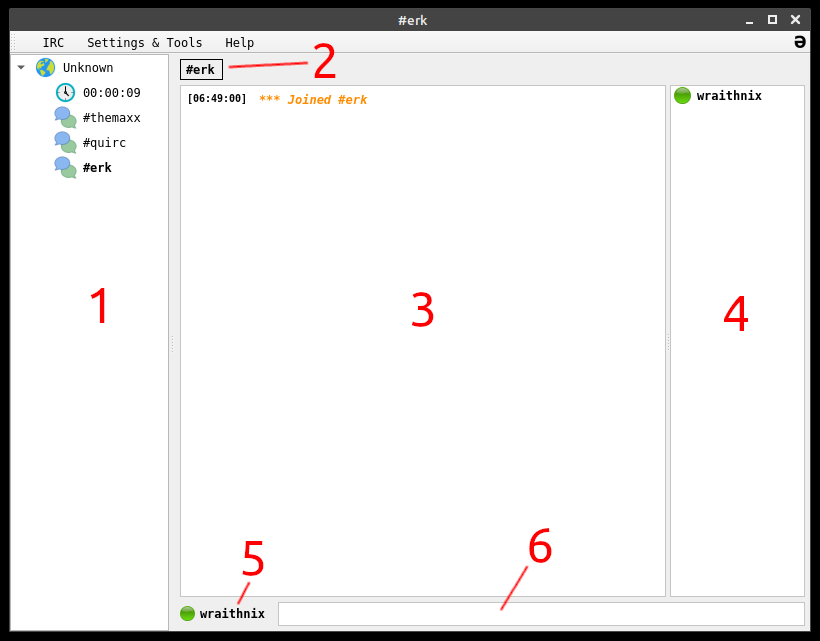 #erk
IRC Settings & Tools Help ə
Unknown
00:00:09
#themaxx
#quirc
#erk
1
#erk
2
[06:49:00] *** Joined #erk
3
wraithnix
4
5
wraithnix
6